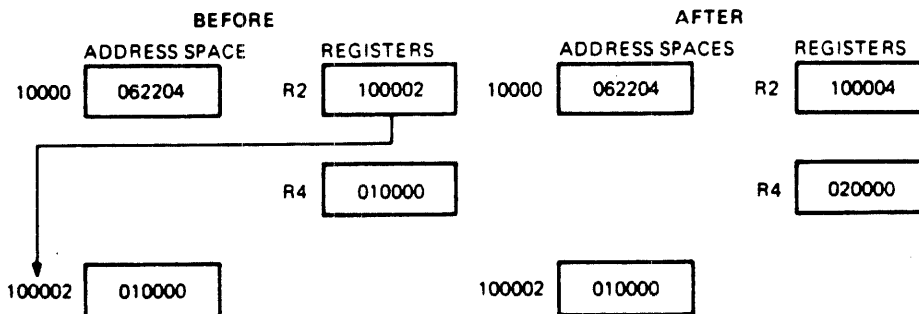 BEFORE AFTER
ADDRESS SPACE REGISTERS ADDRESS SPACES REGISTERS
10000 062204 R2 100002 10000 062204 R2 100004
R4 010000 R4 020000
100002 010000 100002 010000